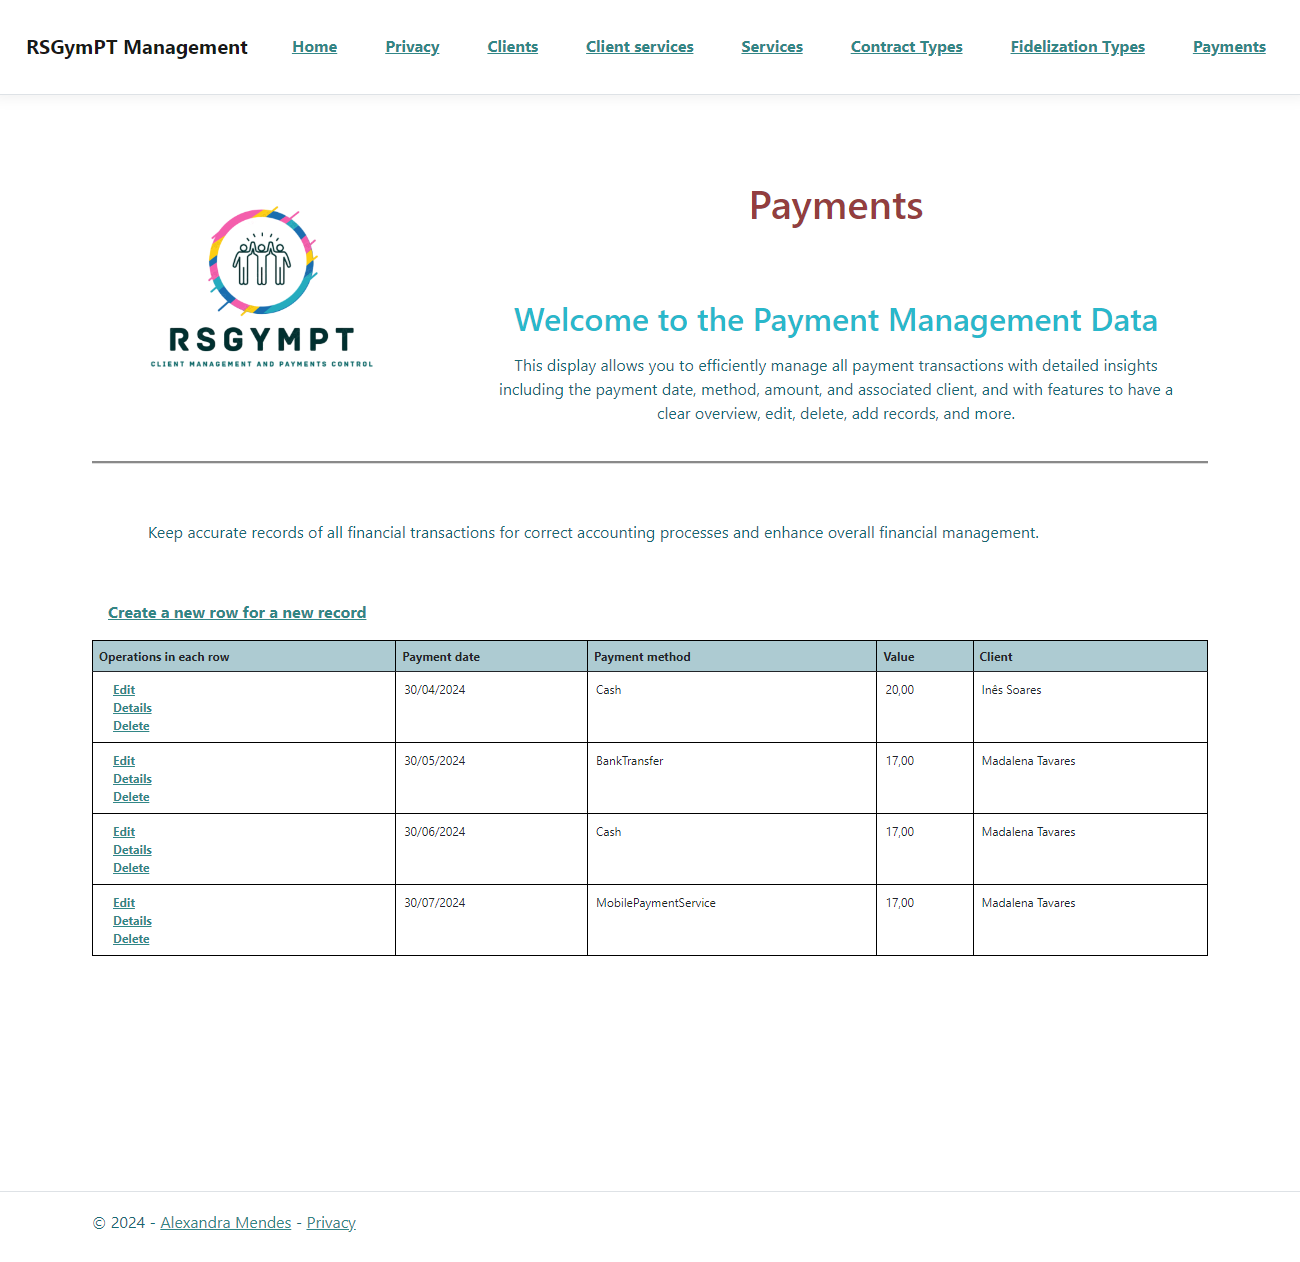 RSGymPT Management Home Privacy Clients Client services Services Contract Types Fidelization Types Payments
Payments
RSGYMPT
CLIENT MANAGEMENT AND PAYMENTS CONTROL
Welcome to the Payment Management Data
This display allows you to efficiently manage all payment transactions with detailed insights
including the payment date, method, amount, and associated client, and with features to have a
clear overview, edit, delete, add records, and more.
Keep accurate records of all financial transactions for correct accounting processes and enhance overall financial management.
Create a new row for a new record
Operations in each row Payment date Payment method Value Client
Edit 30/04/2024 Cash 20,00 Inês Soares
Details
Delete
Edit 30/05/2024 BankTransfer 17,00 Madalena Tavares
Details
Delete
Edit 30/06/2024 Cash 17,00 Madalena Tavares
Details
Delete
Edit 30/07/2024 MobilePaymentService 17,00 Madalena Tavares
Details
Delete
© 2024 - Alexandra Mendes - Privacy